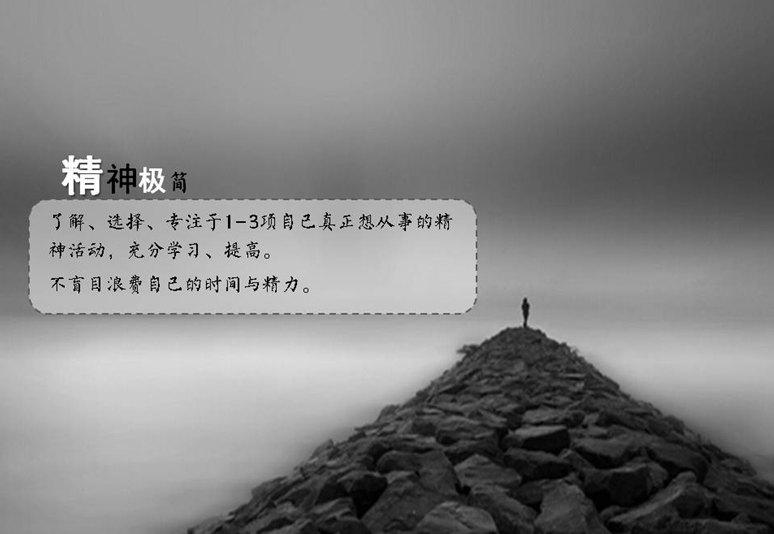 精神极简
了解、选择、专注于1-3项自己真正想从事的精
神活动，充分学习、提高。
不盲目浪费自己的时间与精力。